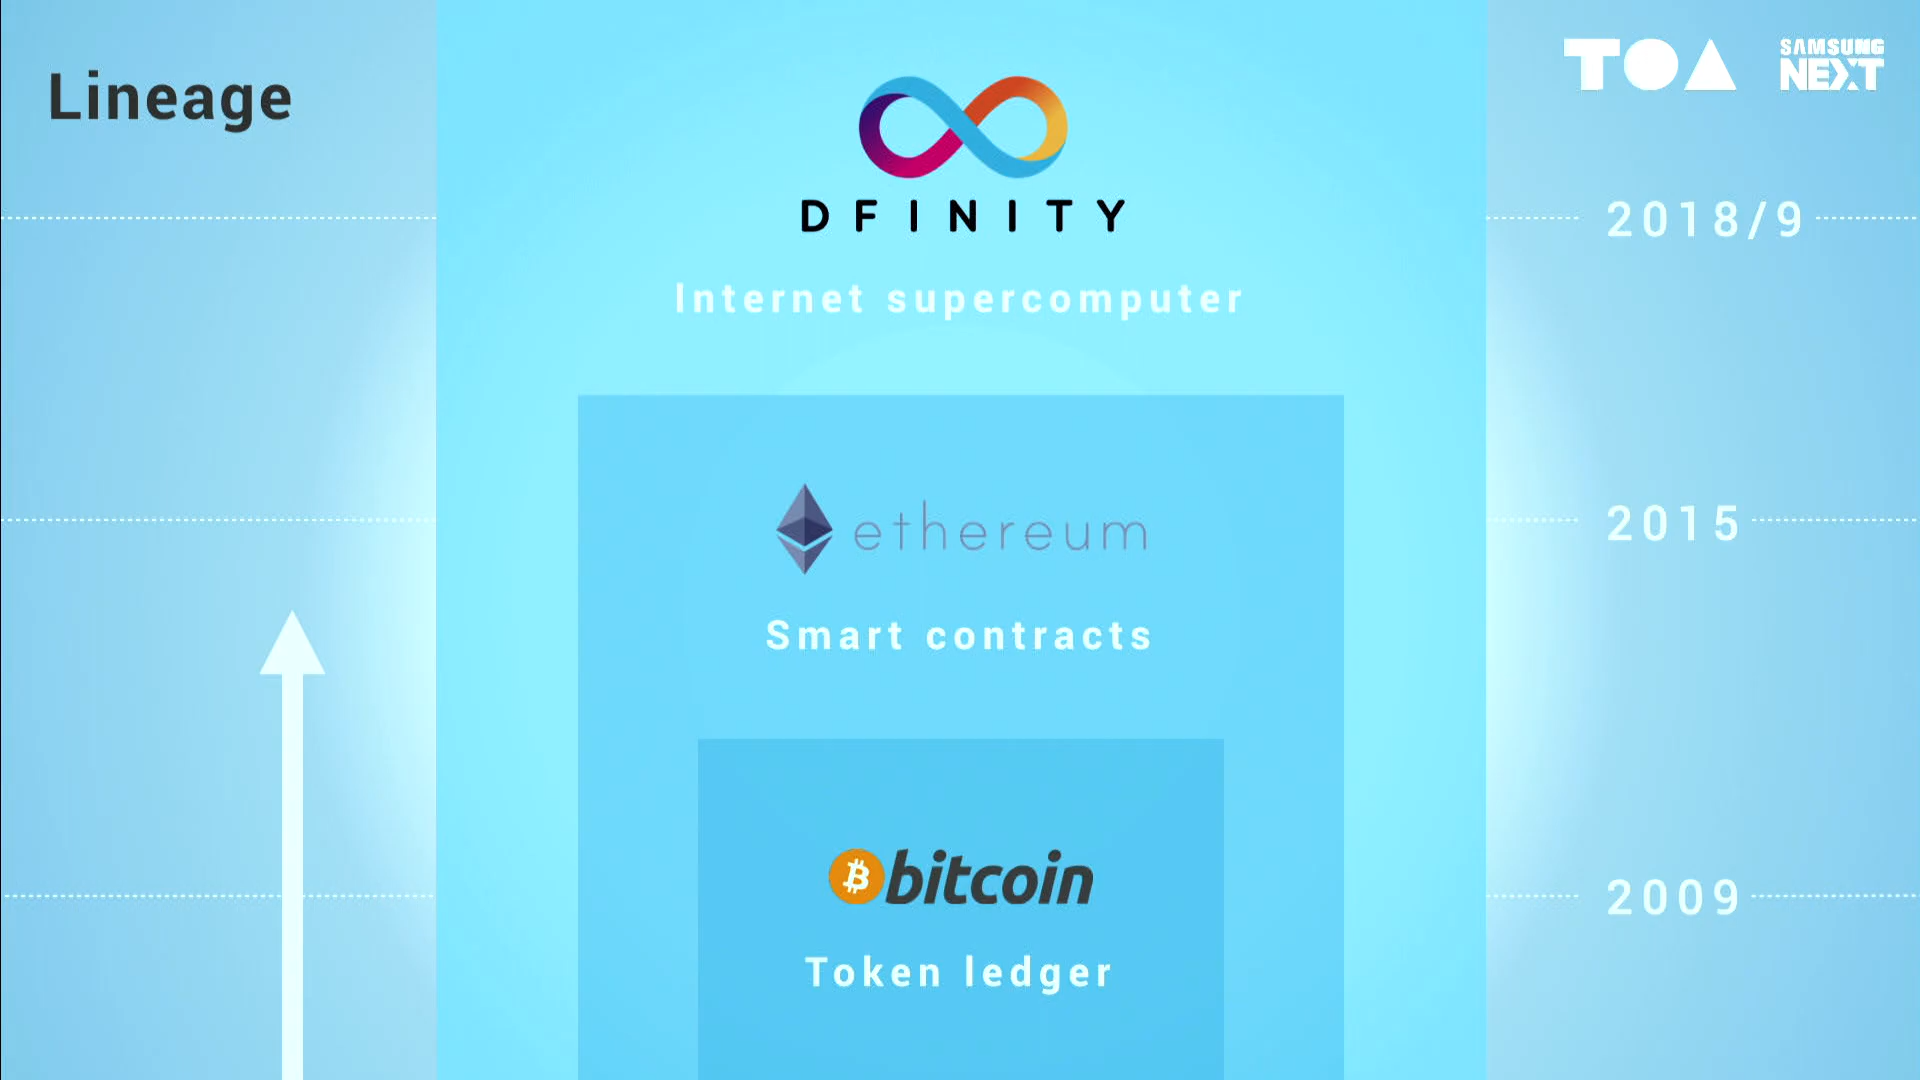 Lineage
TOA
SAMSUNG
NEXT
DFINITY
2018/9
Internet supercomputer
ethereum
2015
Smart contracts
bitcoin
2009
Token ledger